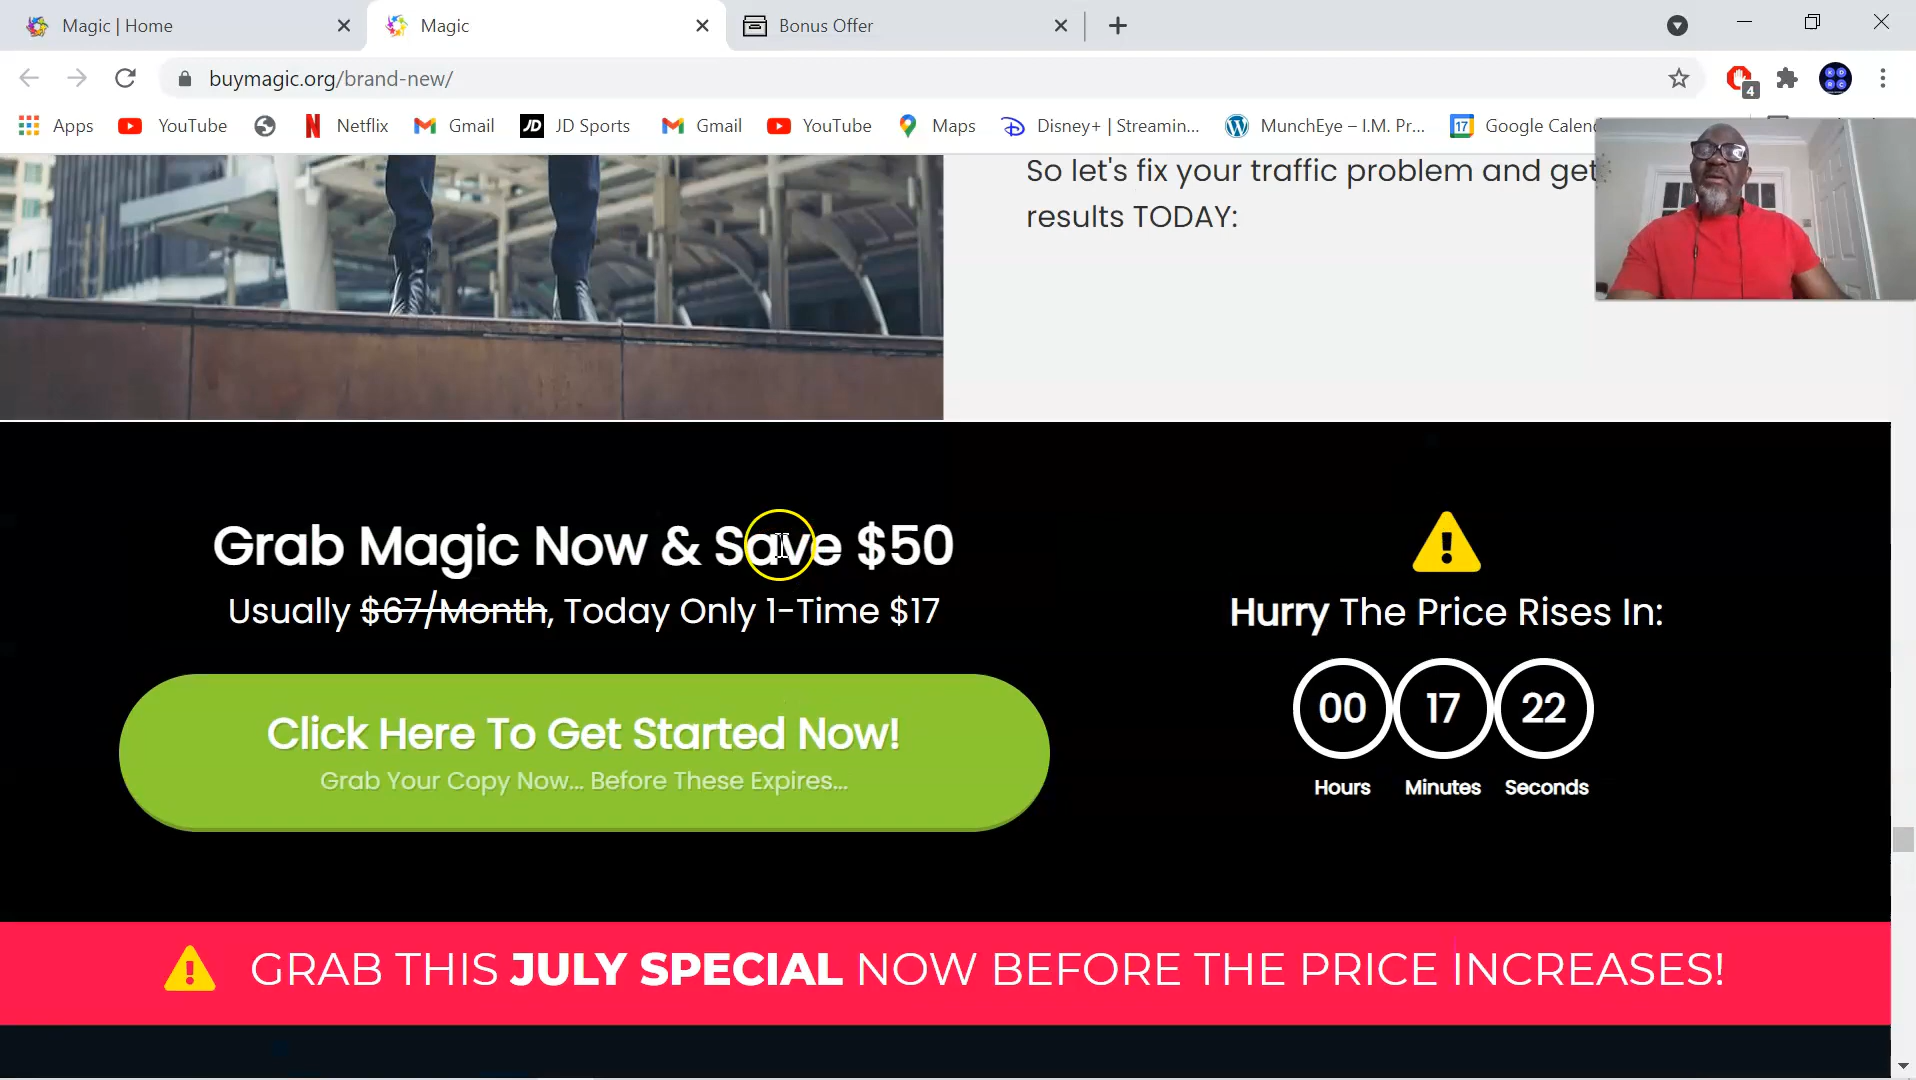 Magic | Home
Magic
Bonus Offer
buymagic.org/brand-new/
4
Apps
YouTube
Netflix
JD
JD Sports
Gmail
Gmail
YouTube
Maps
Disney+ | Streamin...
MunchEye – I.M. Pr...
17
Google Calen
So let's fix your traffic problem and get
results TODAY:
Grab Magic Now & Save $50
Usually $67/Month, Today Only 1-Time $17
Click Here To Get Started Now!
Grab Your Copy Now... Before These Expires...
Hurry The Price Rises In:
00 17 22
Hours Minutes Seconds
GRAB THIS JULY SPECIAL NOW BEFORE THE PRICE INCREASES!